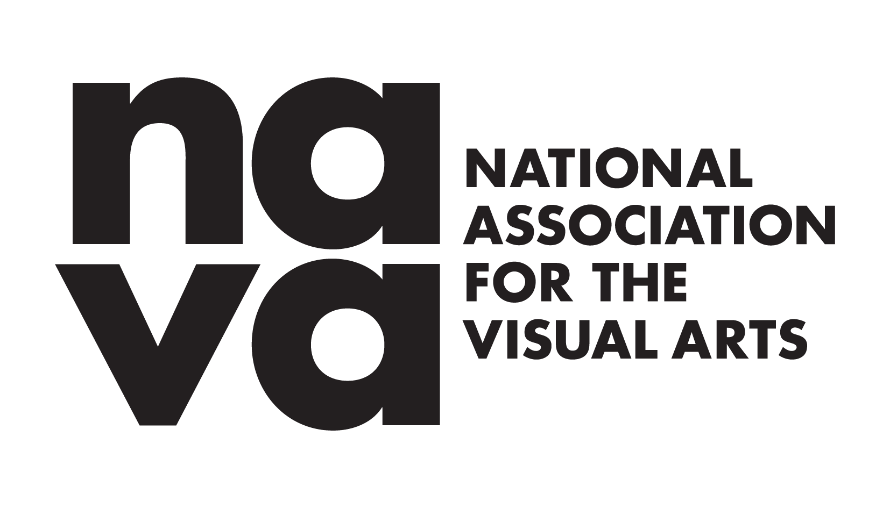 na
va
NATIONAL
ASSOCIATION
FOR THE
VISUAL ARTS